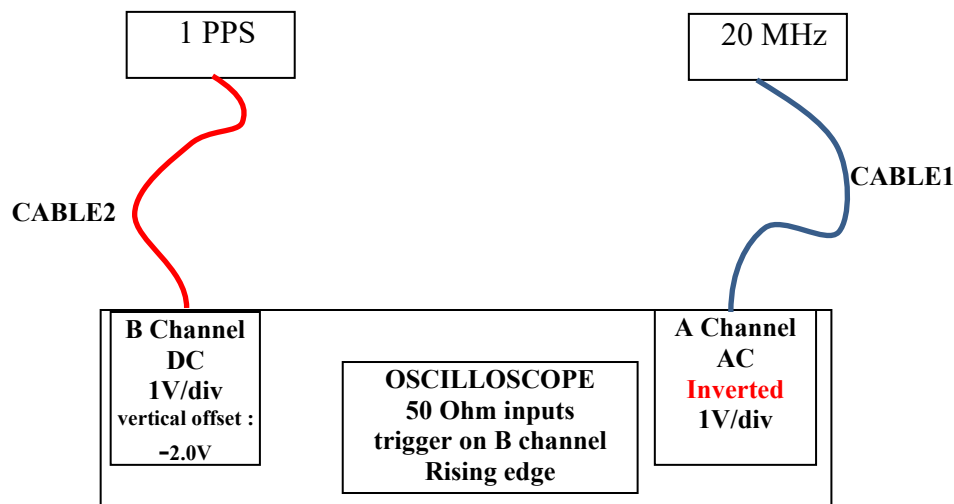 1 PPS
20 MHz
CABLE2
CABLE1
B Channel
DC
1V/div
vertical offset :
-2.0V
OSCILLOSCOPE
50 Ohm inputs
trigger on B channel
Rising edge
A Channel
AC
Inverted
1V/div